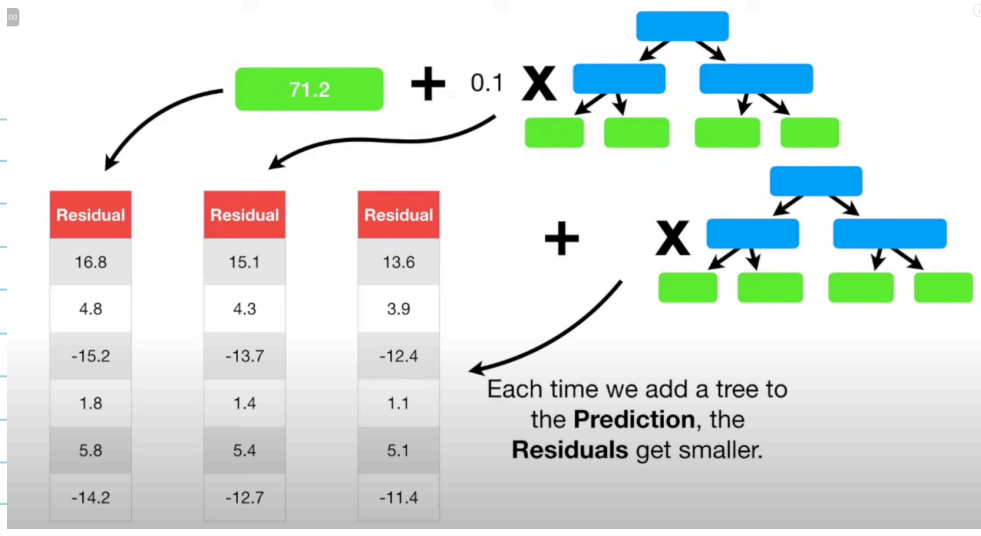 00
71.2 + 0.1 X
+ X
Residual Residual Residual
16.8 15.1 13.6
4.8 4.3 3.9
-15.2 -13.7 -12.4
1.8 1.4 1.1
5.8 5.4 5.1
-14.2 -12.7 -11.4
Each time we add a tree to
the Prediction, the
Residuals get smaller.